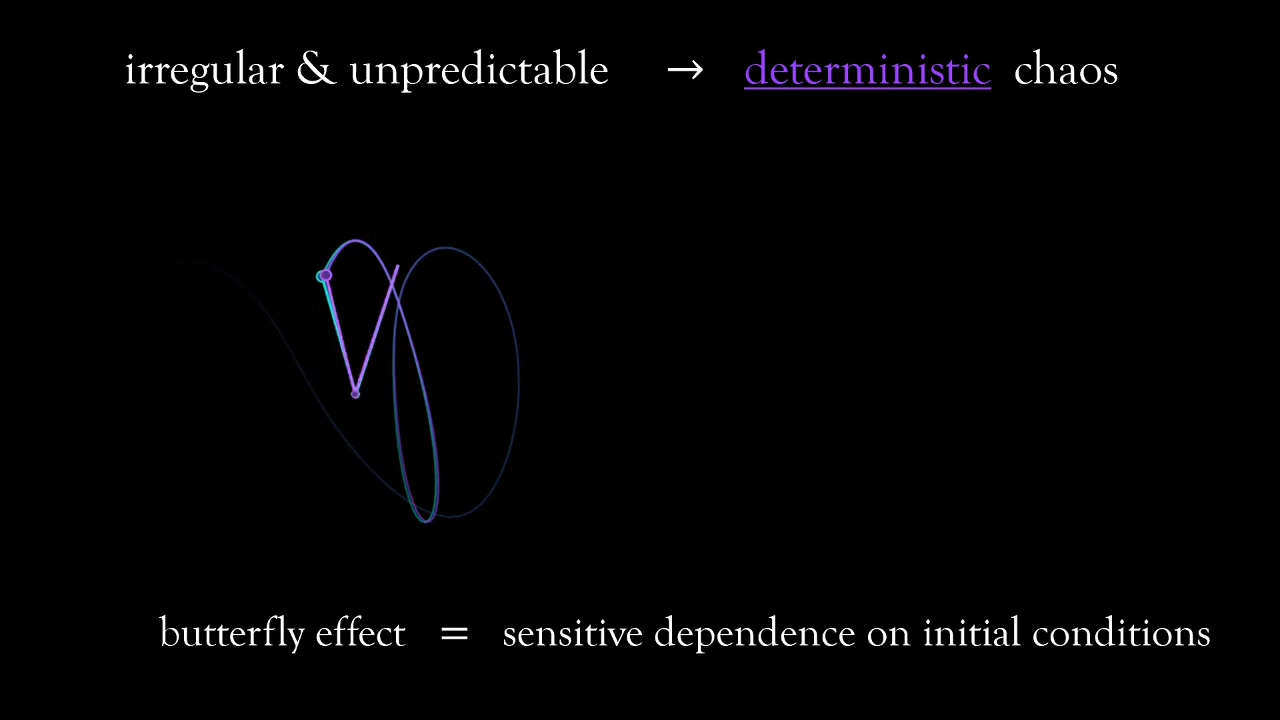 irregular & unpredictable → deterministic chaos
butterfly effect = sensitive dependence on initial conditions